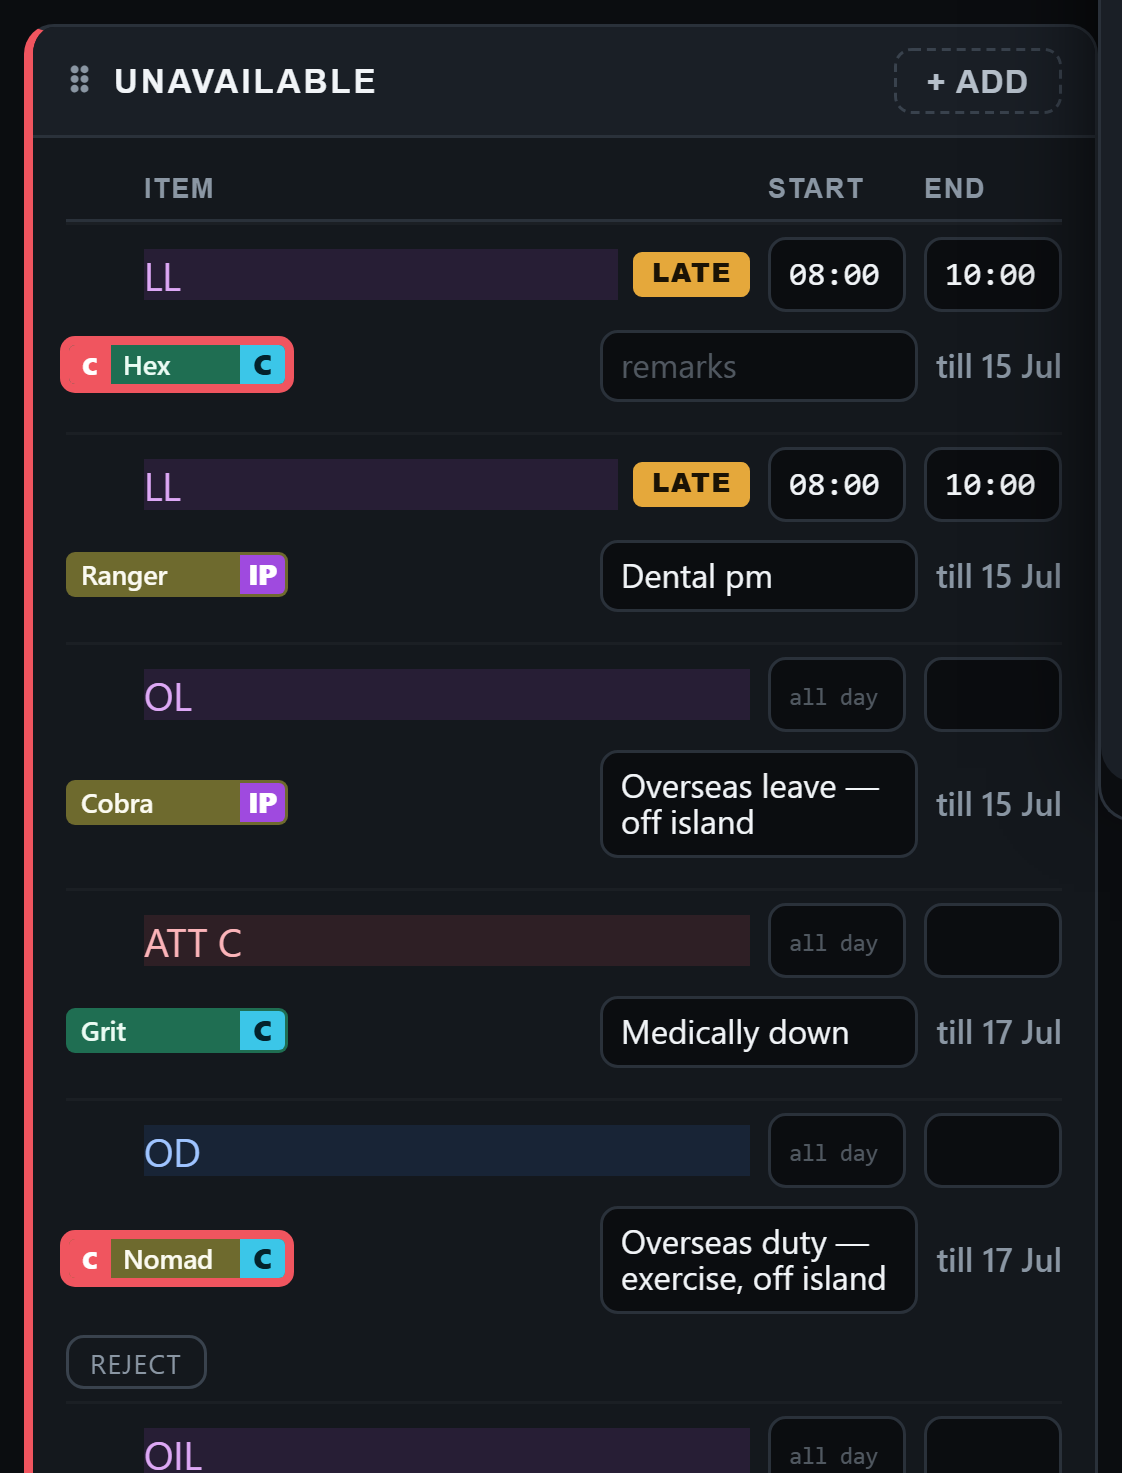 UNAVAILABLE
+ ADD
ITEM START END
LL LATE 08:00 10:00
C Hex C remarks till 15 Jul
LL LATE 08:00 10:00
Ranger IP Dental pm till 15 Jul
OL all day
Cobra IP Overseas leave — off island till 15 Jul
ATT C all day
Grit C Medically down till 17 Jul
OD all day
C Nomad C Overseas duty — exercise, off island till 17 Jul
REJECT
OIL all day